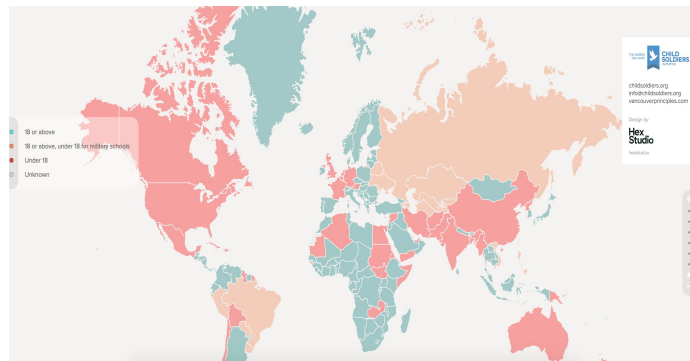 18 or above
18 or above, under 18 for military schools
Under 18
Unknown
CHILD
SOLDIERS
childsoldiers.org
info@childsoldiers.org
vancouverprinciples.com
Design by
Hex
Studio